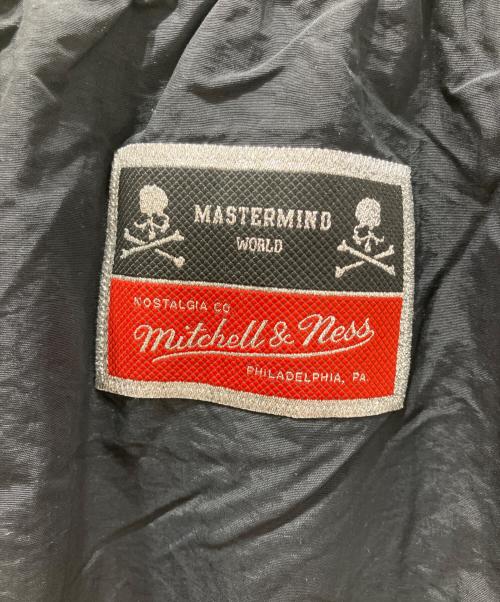 MASTERMIND
WORLD
NOSTALGIA CO
Mitchell & Ness
PHILADELPHIA, PA.